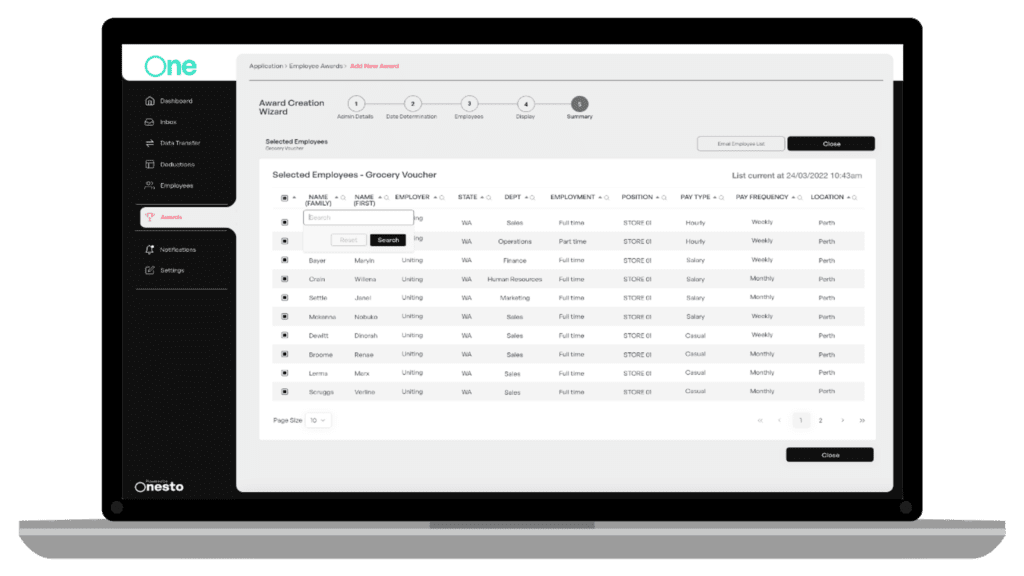 One
Dashboard
Inbox
Data Transfer
Deductions
Employees
Awards
Notifications
Settings
Powered by
Onesto
Application › Employee Awards › Add New Award
Award Creation
Wizard
1 2 3 4 5
Admin Details Data Determination Employees Display Summary
Selected Employees
Grocery Voucher
Email Employee List Close
Selected Employees - Grocery Voucher
List current at 24/03/2022 10:43am
NAME (FAMILY) NAME (FIRST) EMPLOYER STATE DEPT EMPLOYMENT POSITION PAY TYPE PAY FREQUENCY LOCATION
Search
ing WA Sales Full time STORE 01 Hourly Weekly Perth
Reset Search
ing WA Operations Part time STORE 01 Hourly Weekly Perth
Bayer Marvin Uniting WA Finance Full time STORE 01 Salary Weekly Perth
Crain Willena Uniting WA Human Resources Full time STORE 01 Salary Monthly Perth
Settle Janel Uniting WA Marketing Full time STORE 01 Salary Monthly Perth
Mckenna Nobuko Uniting WA Sales Full time STORE 01 Salary Weekly Perth
Dewitt Dinorah Uniting WA Sales Full time STORE 01 Casual Weekly Perth
Broome Renae Uniting WA Sales Full time STORE 01 Casual Monthly Perth
Lerma Marx Uniting WA Sales Full time STORE 01 Casual Monthly Perth
Scruggs Verline Uniting WA Sales Full time STORE 01 Casual Monthly Perth
Page Size 10
« ‹ 1 2 › »
Close